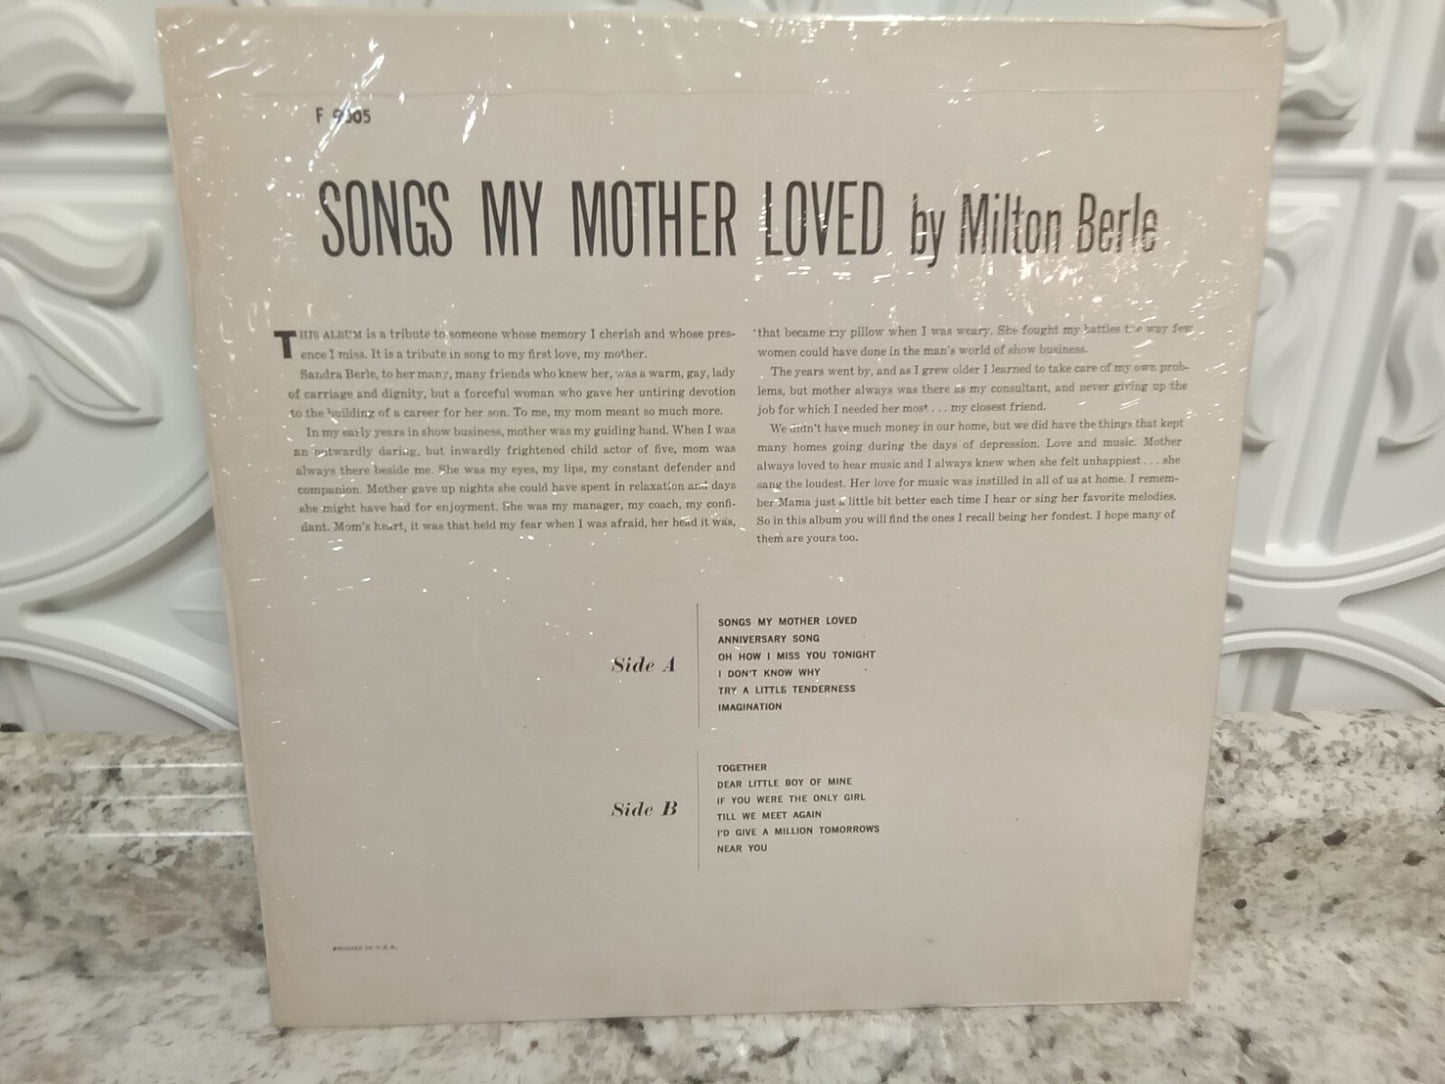 F 9005
SONGS MY MOTHER LOVED by Milton Berle
THIS ALBUM is a tribute to someone whose memory I cherish and whose pres-
ence I miss. It is a tribute in song to my first love, my mother.
Sandra Berle, to her many, many friends who knew her, was a warm, gay, lady
of carriage and dignity, but a forceful woman who gave her untiring devotion
to the building of a career for her son. To me, my mom meant so much more.
In my early years in show business, mother was my guiding hand. When I was
an outwardly daring, but inwardly frightened child actor of five, mom was
always there beside me. She was my eyes, my lips, my constant defender and
companion. Mother gave up nights she could have spent in relaxation and days
she might have had for enjoyment. She was my manager, my coach, my confi-
dant. Mom's heart, it was that held my fear when I was afraid, her head it was,
that became my pillow when I was weary. She fought my battles the way few
women could have done in the man's world of show business.
The years went by, and as I grew older I learned to take care of my own prob-
lems, but mother always was there as my consultant, and never giving up the
job for which I needed her most . . . my closest friend.
We didn't have much money in our home, but we did have the things that kept
many homes going during the days of depression. Love and music. Mother
always loved to hear music and I always knew when she felt unhappiest . . . she
sang the loudest. Her love for music was instilled in all of us at home. I remem-
ber Mama just a little bit better each time I hear or sing her favorite melodies.
So in this album you will find the ones I recall being her fondest. I hope many of
them are yours too.
Side A
SONGS MY MOTHER LOVED
ANNIVERSARY SONG
OH HOW I MISS YOU TONIGHT
I DON'T KNOW WHY
TRY A LITTLE TENDERNESS
IMAGINATION
Side B
TOGETHER
DEAR LITTLE BOY OF MINE
IF YOU WERE THE ONLY GIRL
TILL WE MEET AGAIN
I'D GIVE A MILLION TOMORROWS
NEAR YOU
PRINTED IN U.S.A.